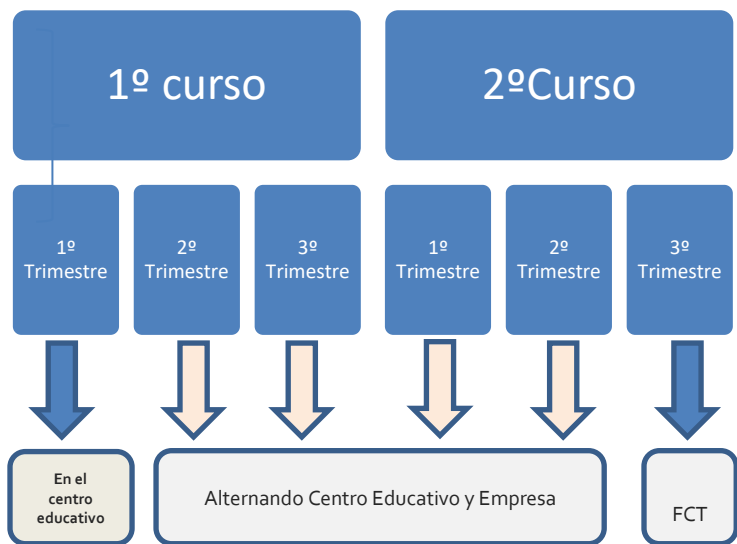 1º curso
2ºCurso
1º
Trimestre
2º
Trimestre
3º
Trimestre
1º
Trimestre
2º
Trimestre
3º
Trimestre
En el
centro
educativo
Alternando Centro Educativo y Empresa
FCT